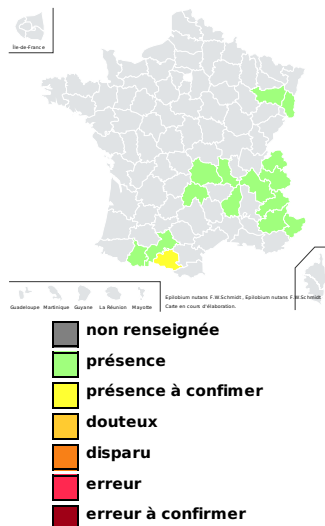 Île-de-France
Guadeloupe Martinique Guyane La Réunion Mayotte
Epilobium nutans F.W.Schmidt , Epilobium nutans F.W.Schmidt
Carte en cours d'élaboration.
non renseignée
présence
présence à confimer
douteux
disparu
erreur
erreur à confirmer